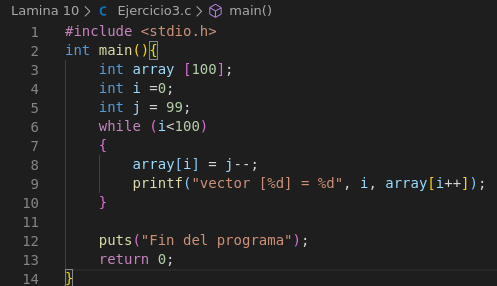 Lamina 10 > C Ejercicio3.c > main()
1 #include <stdio.h>
2 int main(){
3     int array [100];
4     int i =0;
5     int j = 99;
6     while (i<100)
7     {
8         array[i] = j--;
9         printf("vector [%d] = %d", i, array[i++]);
10     }
11
12     puts("Fin del programa");
13     return 0;
14 }